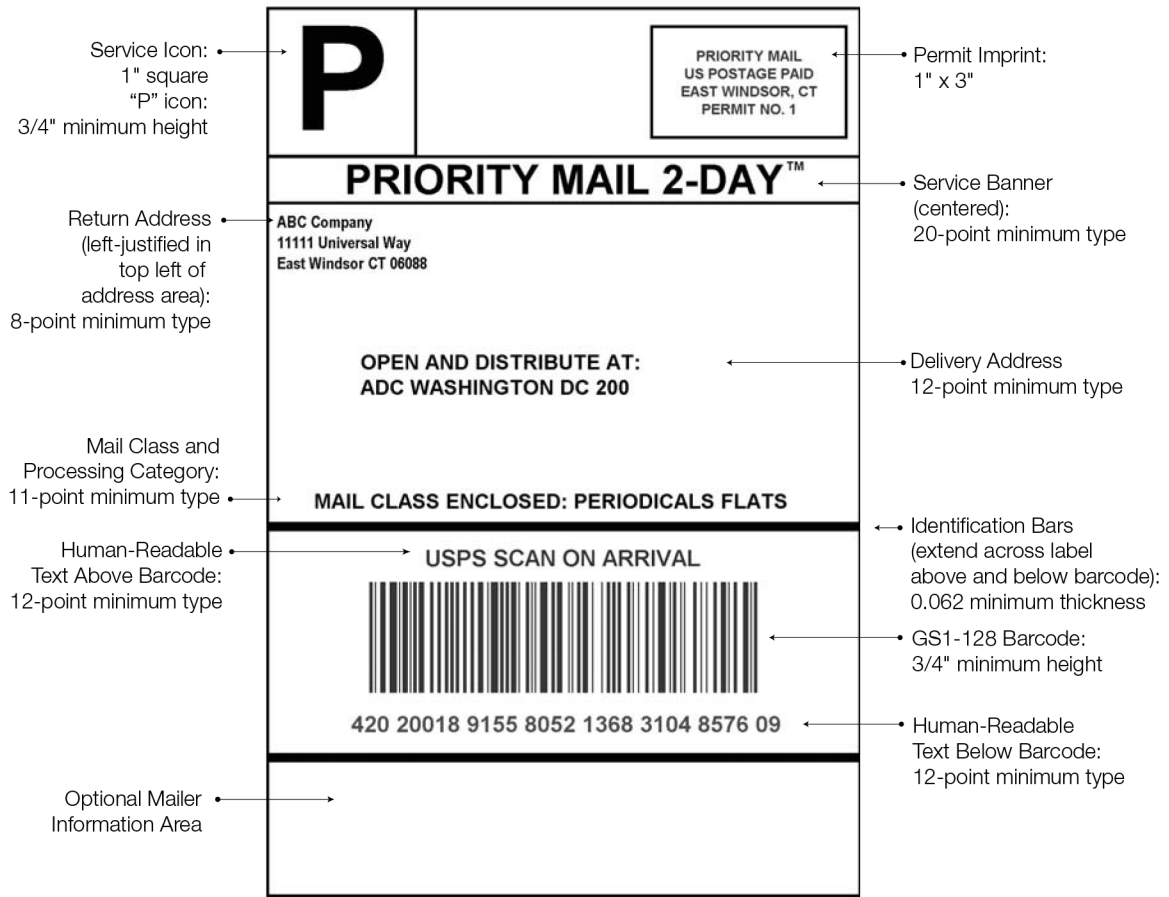 Service Icon:
1" square
“P” icon:
3/4" minimum height
P
PRIORITY MAIL
US POSTAGE PAID
EAST WINDSOR, CT
PERMIT NO. 1
Permit Imprint:
1" x 3"
PRIORITY MAIL 2-DAY™
Service Banner
(centered):
20-point minimum type
Return Address
(left-justified in
top left of
address area):
8-point minimum type
ABC Company
11111 Universal Way
East Windsor CT 06088
OPEN AND DISTRIBUTE AT:
ADC WASHINGTON DC 200
Delivery Address
12-point minimum type
Mail Class and
Processing Category:
11-point minimum type
MAIL CLASS ENCLOSED: PERIODICALS FLATS
Identification Bars
(extend across label
above and below barcode):
0.062 minimum thickness
Human-Readable
Text Above Barcode:
12-point minimum type
USPS SCAN ON ARRIVAL
GS1-128 Barcode:
3/4" minimum height
420 20018 9155 8052 1368 3104 8576 09
Human-Readable
Text Below Barcode:
12-point minimum type
Optional Mailer
Information Area